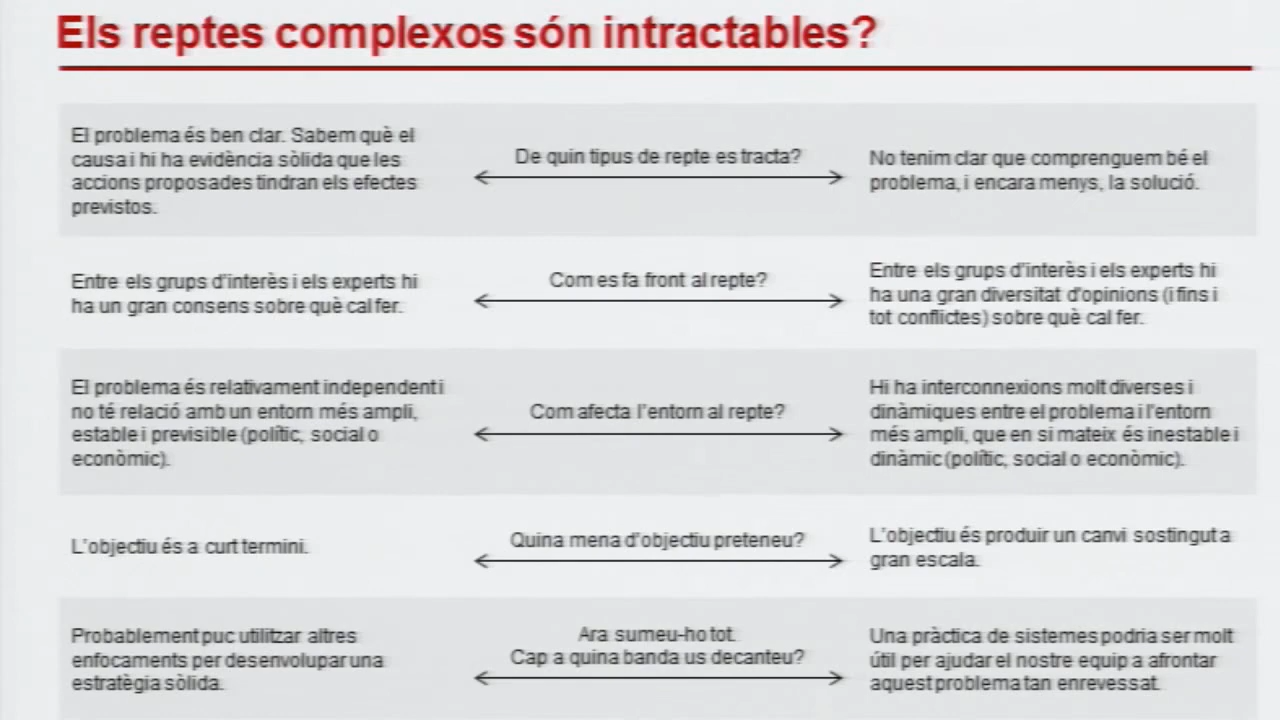 Els reptes complexos són intractables?
El problema és ben clar. Sabem què el
causa i hi ha evidència sòlida que les
accions proposades tindran els efectes
previstos.
De quin tipus de repte es tracta?
No tenim clar que comprenguem bé el
problema, i encara menys, la solució.
Entre els grups d'interès i els experts hi
ha un gran consens sobre què cal fer.
Com es fa front al repte?
Entre els grups d'interès i els experts hi
ha una gran diversitat d'opinions (i fins i
tot conflictes) sobre què cal fer.
El problema és relativament independent i
no té relació amb un entorn més ampli,
estable i previsible (polític, social o
econòmic).
Com afecta l'entorn al repte?
Hi ha interconnexions molt diverses i
dinàmiques entre el problema i l'entorn
més ampli, que en si mateix és inestable i
dinàmic (polític, social o econòmic).
L'objectiu és a curt termini.
Quina mena d'objectiu preteneu?
L'objectiu és produir un canvi sostingut a
gran escala.
Probablement puc utilitzar altres
enfocaments per desenvolupar una
estratègia sòlida.
Ara sumeu-ho tot.
Cap a quina banda us decanteu?
Una pràctica de sistemes podria ser molt
útil per ajudar el nostre equip a afrontar
aquest problema tan enrevessat.